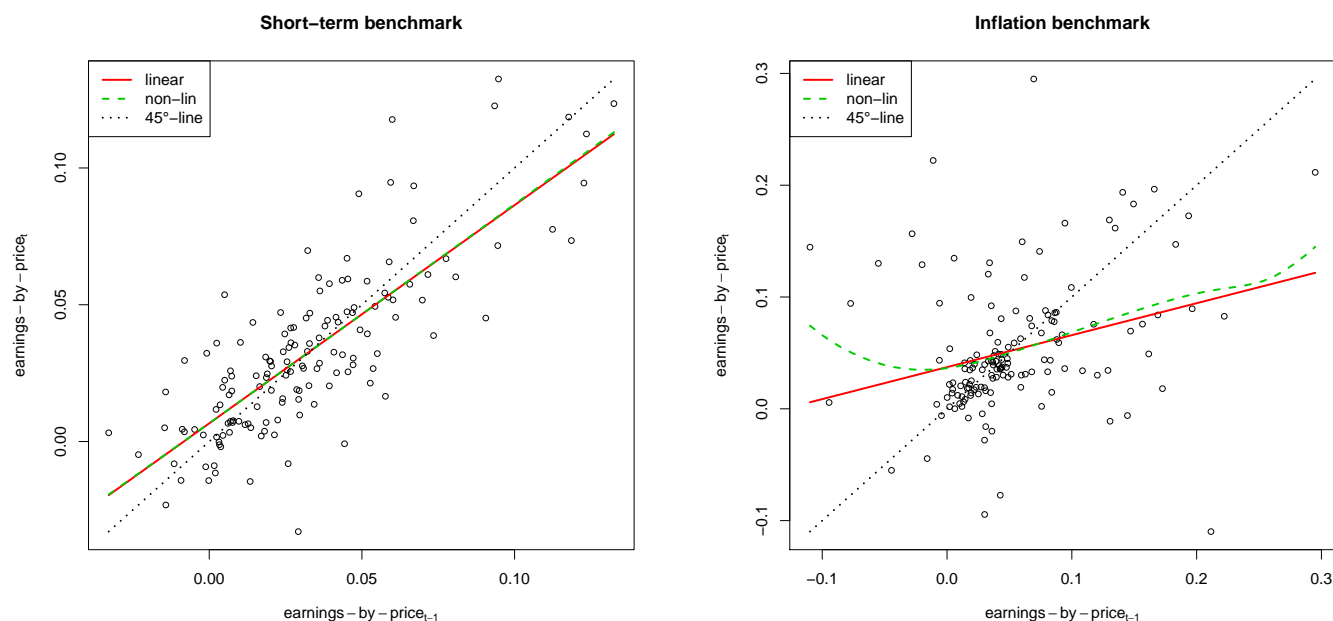 Short−term benchmark
linear
non−lin
45°−line
earnings−by−price_t
0.10
0.05
0.00
0.00 0.05 0.10
earnings−by−price_{t−1}
Inflation benchmark
linear
non−lin
45°−line
earnings−by−price_t
0.3
0.2
0.1
0.0
−0.1
−0.1 0.0 0.1 0.2 0.3
earnings−by−price_{t−1}